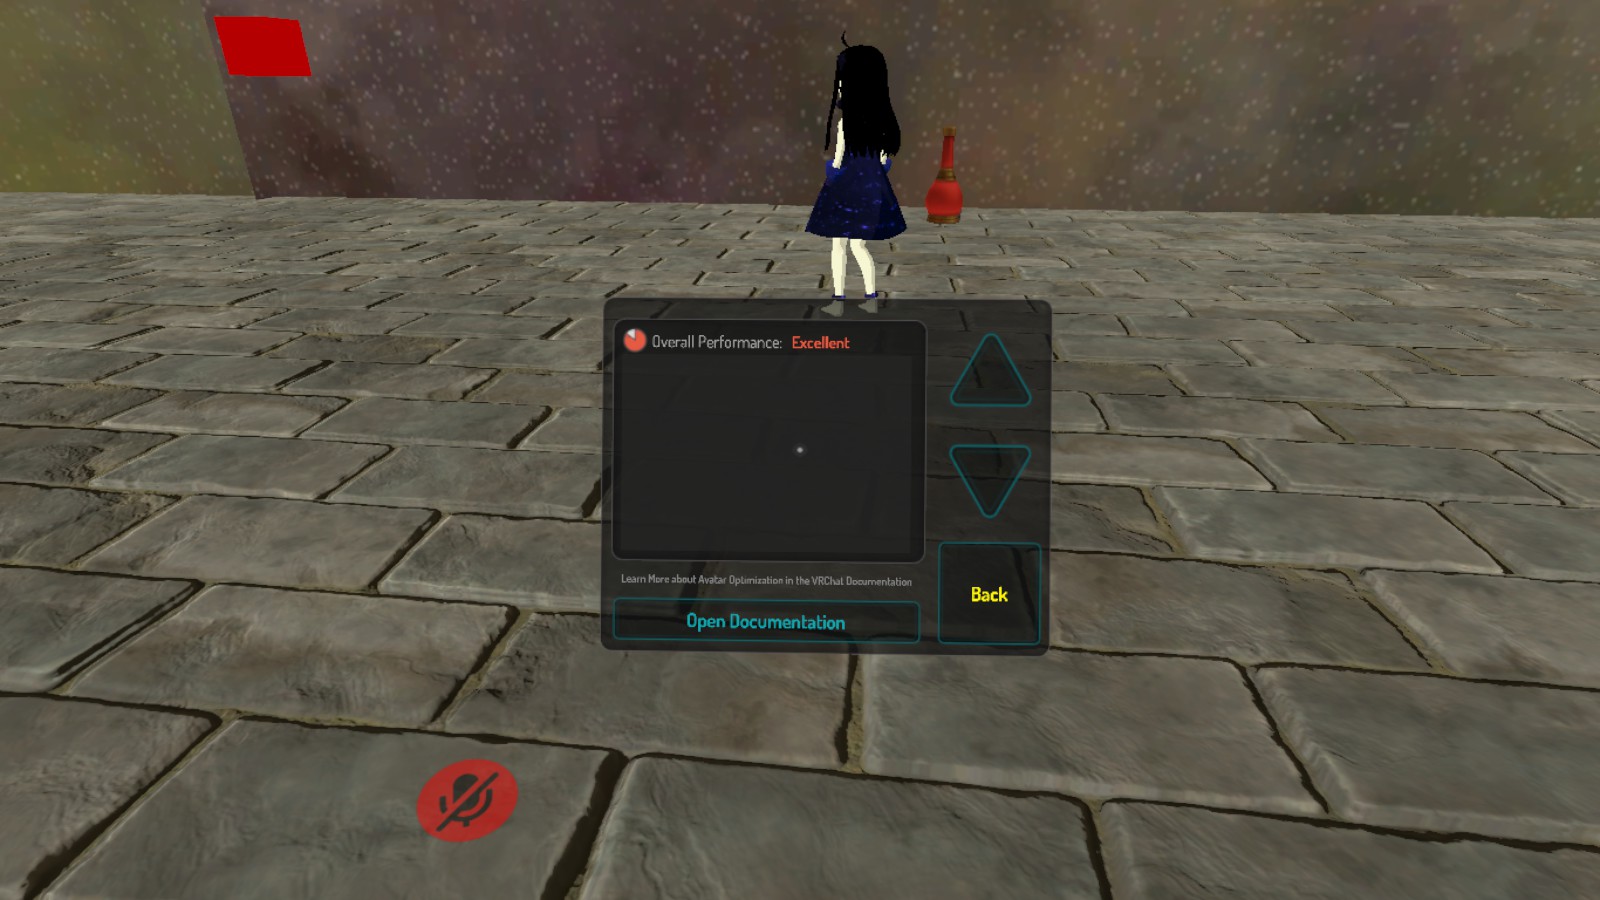 Overall Performance: Excellent
Learn More about Avatar Optimization in the VRChat Documentation
Open Documentation
Back